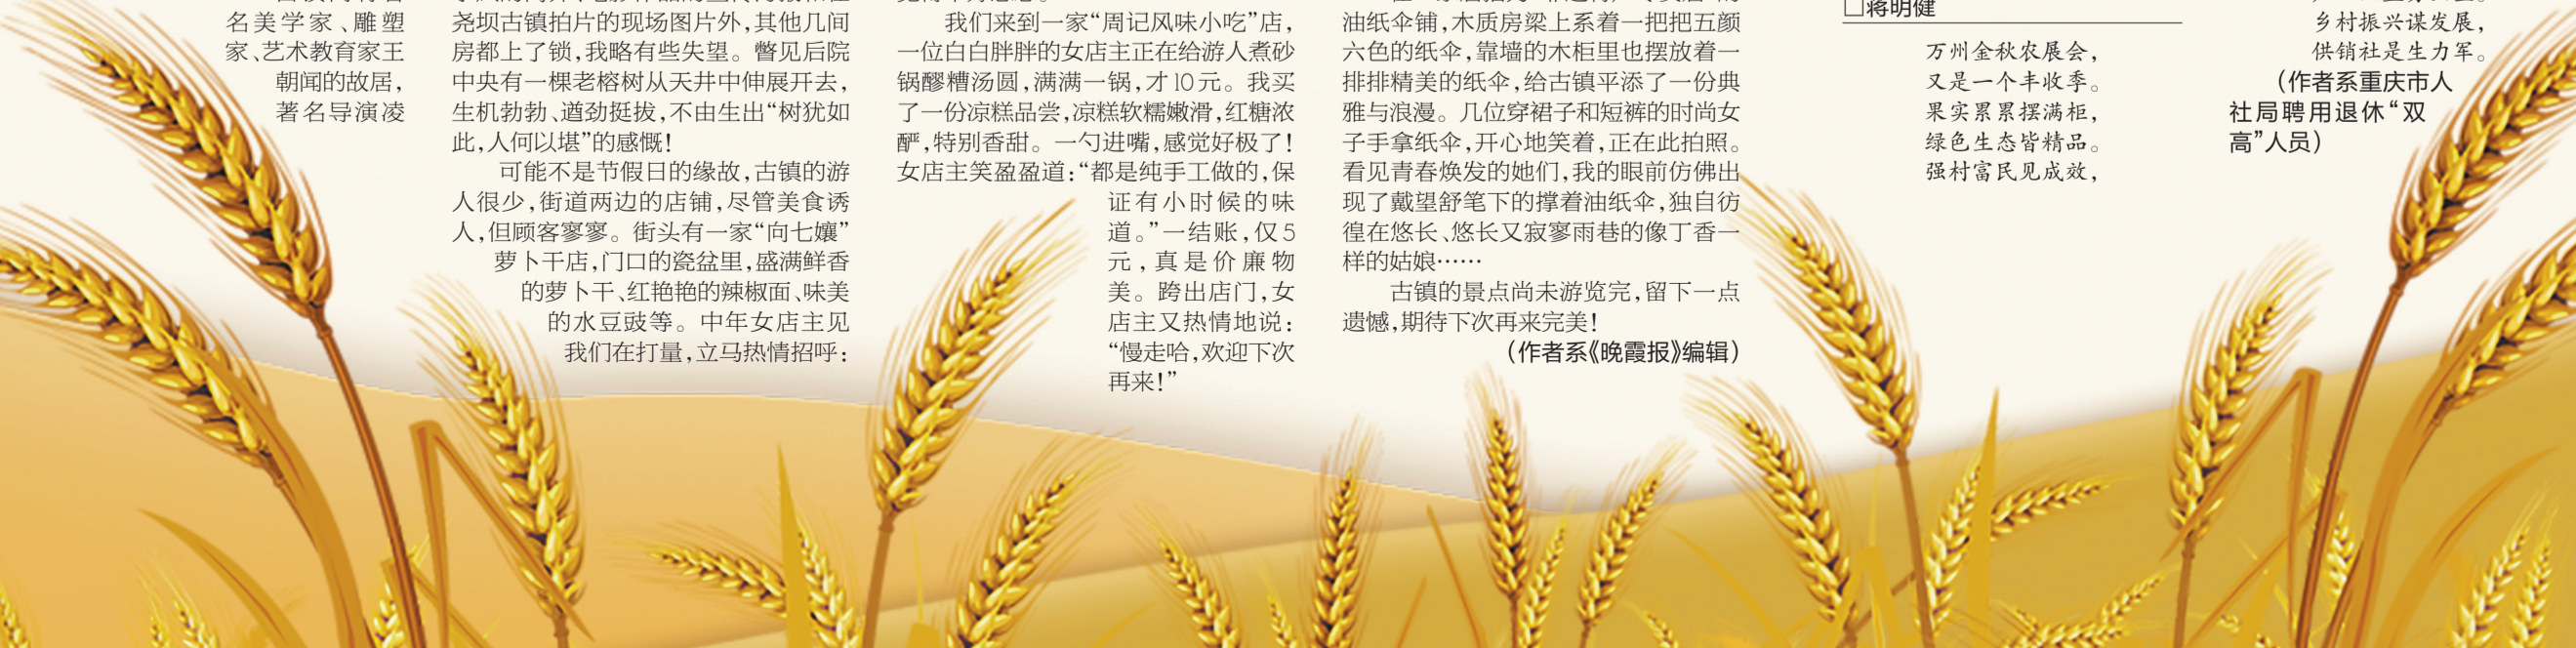 名美学家、雕塑
家、艺术教育家王
朝闻的故居，
著名导演凌
尧坝古镇拍片的现场图片外，其他几间
房都上了锁，我略有些失望。瞥见后院
中央有一棵老榕树从天井中伸展开去，
生机勃勃、遒劲挺拔，不由生出“树犹如
此，人何以堪”的感慨！
可能不是节假日的缘故，古镇的游
人很少，街道两边的店铺，尽管美食诱
人，但顾客寥寥。街头有一家“向七孃”
萝卜干店，门口的瓷盆里，盛满鲜香
的萝卜干、红艳艳的辣椒面、味美
的水豆豉等。中年女店主见
我们在打量，立马热情招呼：
我们来到一家“周记风味小吃”店，
一位白白胖胖的女店主正在给游人煮砂
锅醪糟汤圆，满满一锅，才10元。我买
了一份凉糕品尝，凉糕软糯嫩滑，红糖浓
酽，特别香甜。一勺进嘴，感觉好极了！
女店主笑盈盈道：“都是纯手工做的，保
证有小时候的味
道。”一结账，仅5
元，真是价廉物
美。跨出店门，女
店主又热情地说：
“慢走哈，欢迎下次
再来！”
油纸伞铺，木质房梁上系着一把把五颜
六色的纸伞，靠墙的木柜里也摆放着一
排排精美的纸伞，给古镇平添了一份典
雅与浪漫。几位穿裙子和短裤的时尚女
子手拿纸伞，开心地笑着，正在此拍照。
看见青春焕发的她们，我的眼前仿佛出
现了戴望舒笔下的撑着油纸伞，独自彷
徨在悠长、悠长又寂寥雨巷的像丁香一
样的姑娘……
古镇的景点尚未游览完，留下一点
遗憾，期待下次再来完美！
（作者系《晚霞报》编辑）
□蒋明健
万州金秋农展会，
又是一个丰收季。
果实累累摆满柜，
绿色生态皆精品。
强村富民见成效，
乡村振兴谋发展，
供销社是生力军。
（作者系重庆市人
社局聘用退休“双
高”人员）